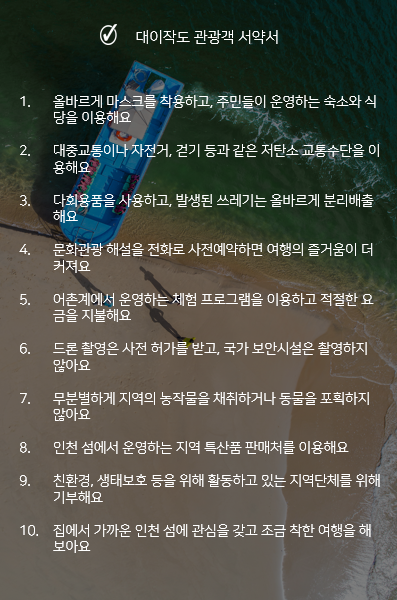 대이작도 관광객 서약서
1. 올바르게 마스크를 착용하고, 주민들이 운영하는 숙소와 식
당을 이용해요
2. 대중교통이나 자전거, 걷기 등과 같은 저탄소 교통수단을 이
용해요
3. 다회용품을 사용하고, 발생된 쓰레기는 올바르게 분리배출
해요
4. 문화관광 해설을 전화로 사전예약하면 여행의 즐거움이 더
커져요
5. 어촌계에서 운영하는 체험 프로그램을 이용하고 적절한 요
금을 지불해요
6. 드론 촬영은 사전 허가를 받고, 국가 보안시설은 촬영하지
않아요
7. 무분별하게 지역의 농작물을 채취하거나 동물을 포획하지
않아요
8. 인천 섬에서 운영하는 지역 특산품 판매처를 이용해요
9. 친환경, 생태보호 등을 위해 활동하고 있는 지역단체를 위해
기부해요
10. 집에서 가까운 인천 섬에 관심을 갖고 조금 착한 여행을 해
보아요